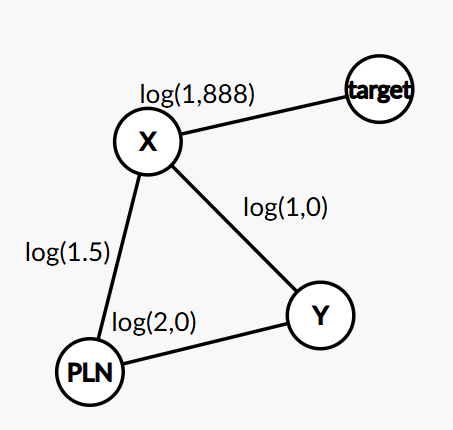 log(1,888)
target
X
log(1,0)
log(1.5)
log(2,0)
Y
PLN